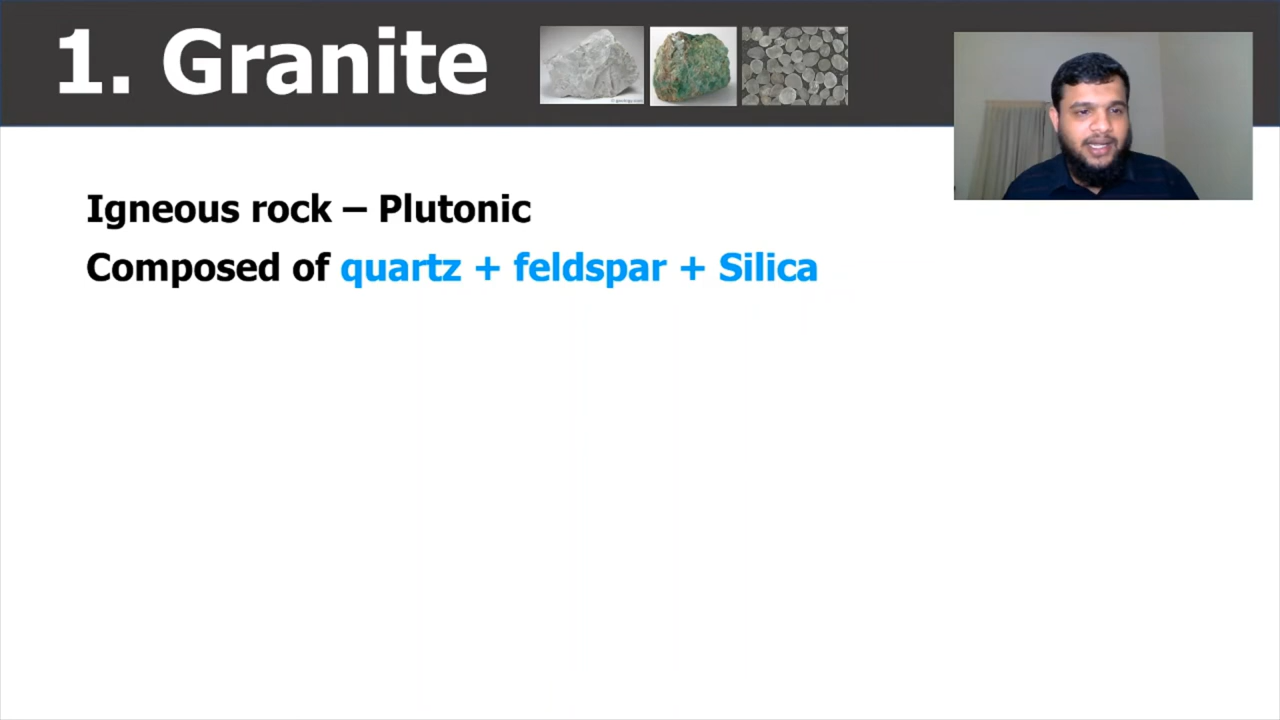 1. Granite
Igneous rock – Plutonic
Composed of quartz + feldspar + Silica